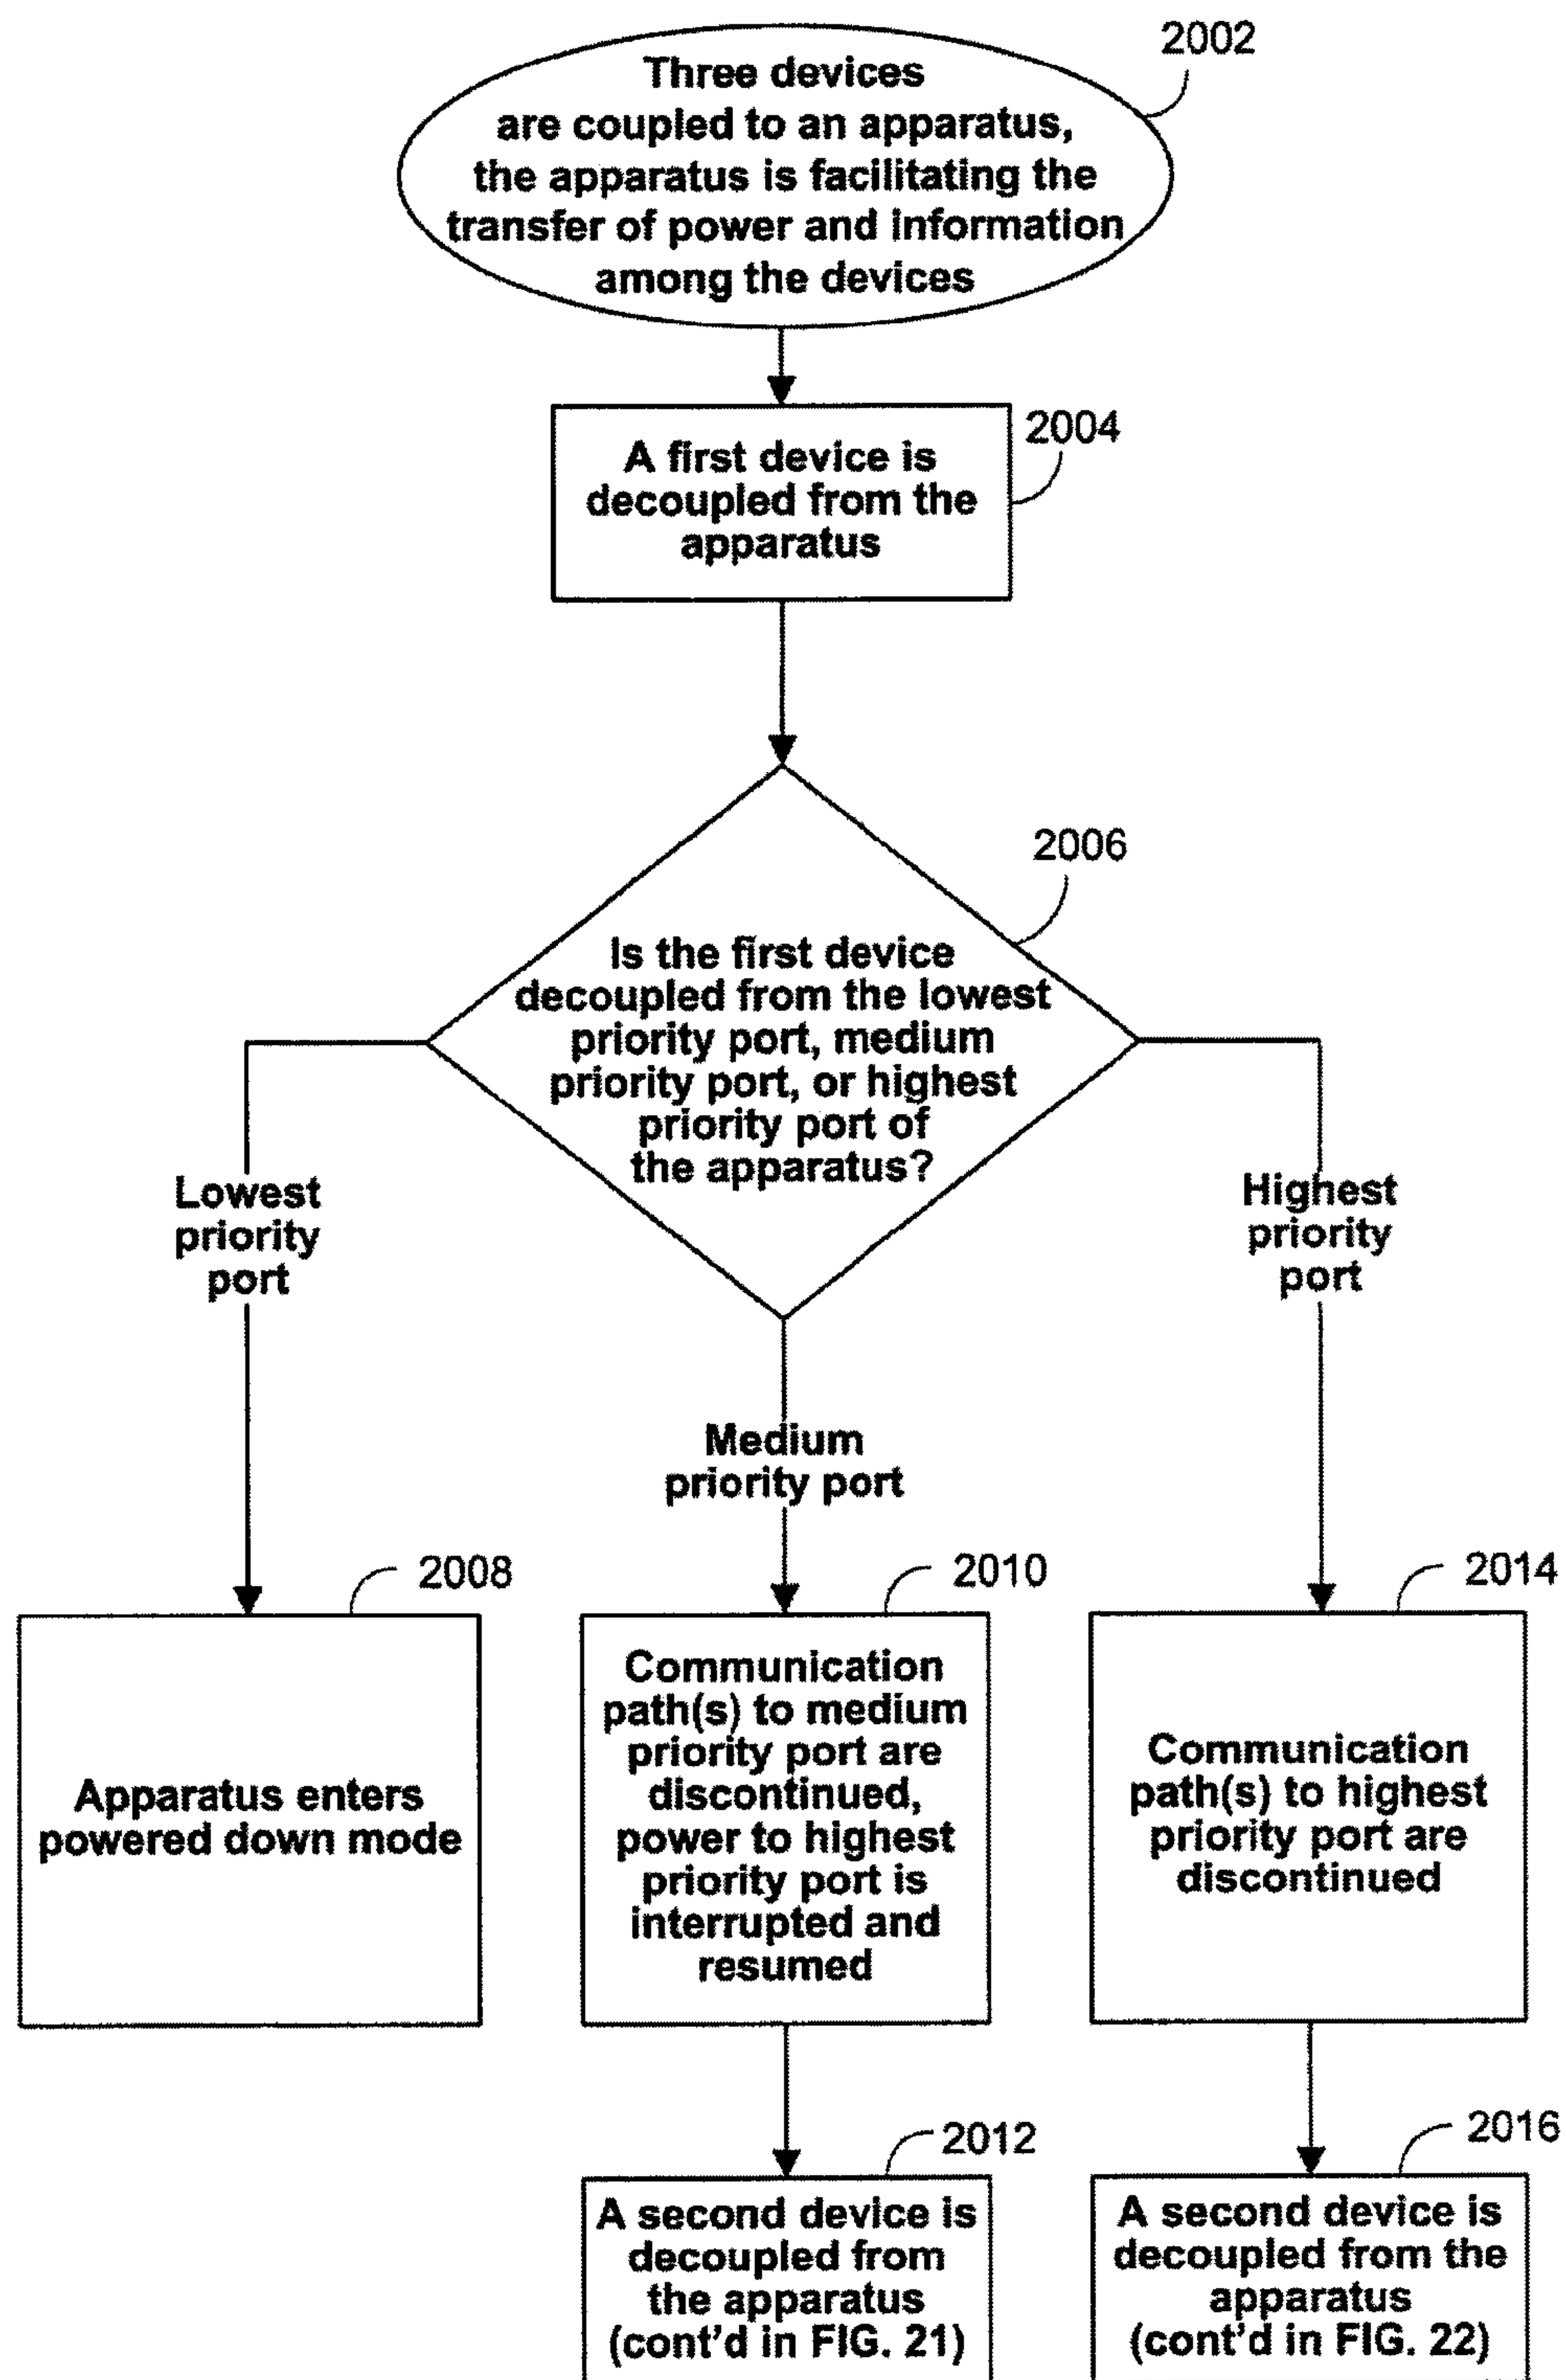 2002
Three devices
are coupled to an apparatus,
the apparatus is facilitating the
transfer of power and information
among the devices
2004
A first device is
decoupled from the
apparatus
2006
Is the first device
decoupled from the lowest
priority port, medium
priority port, or highest
priority port of
the apparatus?
Lowest
priority
port
Medium
priority port
Highest
priority
port
2008
Apparatus enters
powered down mode
2010
Communication
path(s) to medium
priority port are
discontinued,
power to highest
priority port is
interrupted and
resumed
2014
Communication
path(s) to highest
priority port are
discontinued
2012
A second device is
decoupled from
the apparatus
(cont'd in FIG. 21)
2016
A second device is
decoupled from the
apparatus
(cont'd in FIG. 22)